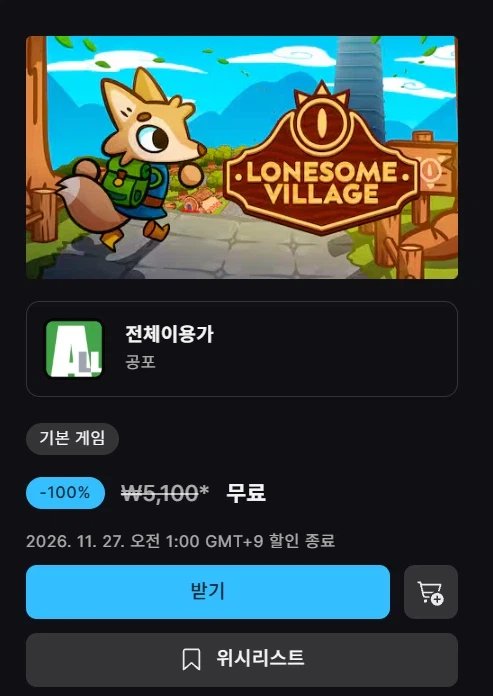 LONESOME
VILLAGE
ALL
전체이용가
공포
기본 게임
-100% ₩5,100* 무료
2026. 11. 27. 오전 1:00 GMT+9 할인 종료
받기
위시리스트